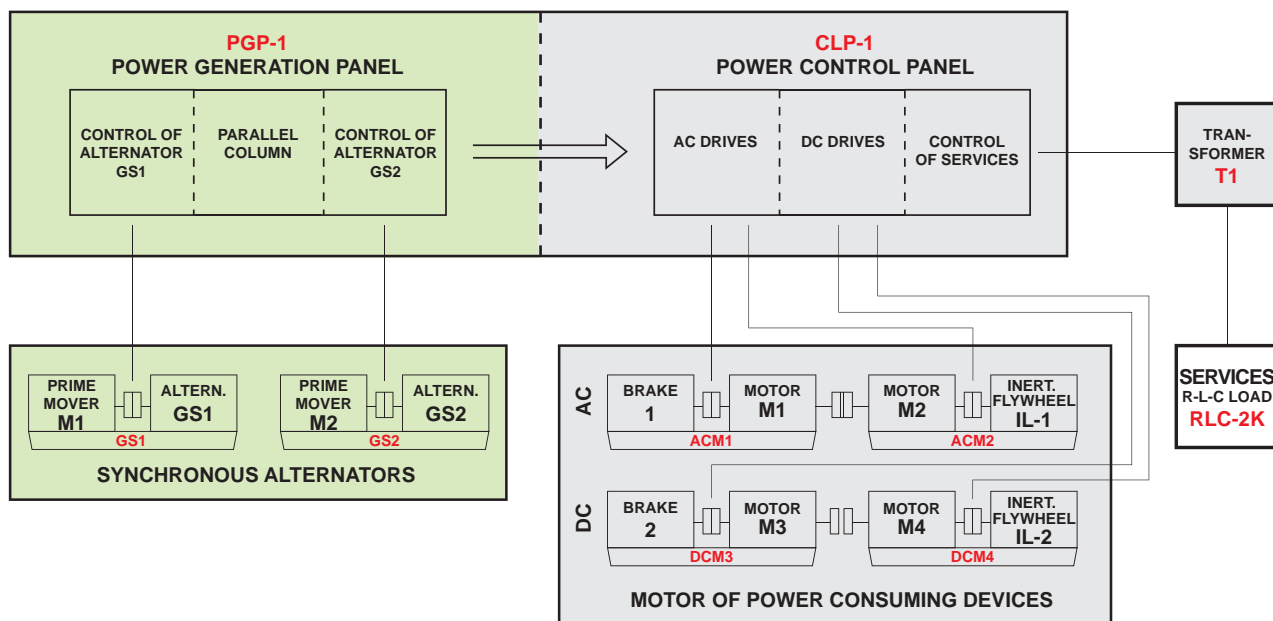 PGP-1
POWER GENERATION PANEL
CONTROL OF
ALTERNATOR
GS1
PARALLEL
COLUMN
CONTROL OF
ALTERNATOR
GS2
CLP-1
POWER CONTROL PANEL
AC DRIVES
DC DRIVES
CONTROL
OF SERVICES
TRAN-
SFORMER
T1
PRIME
MOVER
M1
ALTERN.
GS1
GS1
PRIME
MOVER
M2
ALTERN.
GS2
GS2
SYNCHRONOUS ALTERNATORS
AC
BRAKE
1
MOTOR
M1
ACM1
MOTOR
M2
INERT.
FLYWHEEL
IL-1
ACM2
DC
BRAKE
2
MOTOR
M3
DCM3
MOTOR
M4
INERT.
FLYWHEEL
IL-2
DCM4
MOTOR OF POWER CONSUMING DEVICES
SERVICES
R-L-C LOAD
RLC-2K